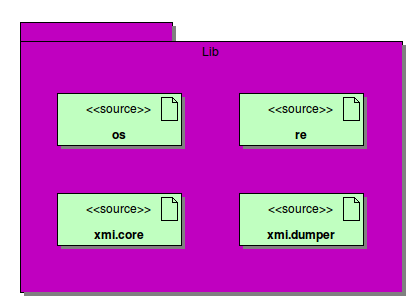 Lib
<<source>>
os
<<source>>
re
<<source>>
xmi.core
<<source>>
xmi.dumper